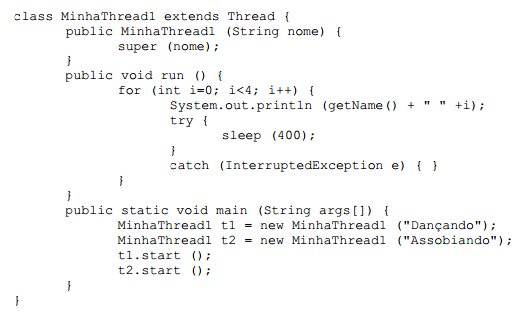 class MinhaThread1 extends Thread {
public MinhaThread1 (String nome) {
super (nome);
}
public void run () {
for (int i=0; i<4; i++) {
System.out.println (getName() + " " +i);
try {
sleep (400);
}
catch (InterruptedException e) { }
}
}
public static void main (String args[]) {
MinhaThread1 t1 = new MinhaThread1 ("Dançando");
MinhaThread1 t2 = new MinhaThread1 ("Assobiando");
t1.start ();
t2.start ();
}
}